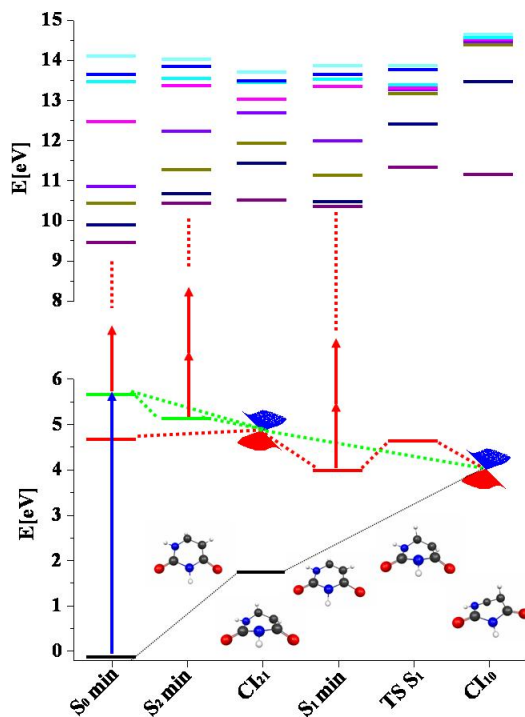 15
14
13
12
11
10
9
8
E[eV]
6
5
4
3
2
1
0
E[eV]
S₀ min
S₂ min
CI₂₁
S₁ min
TS S₁
CI₁₀